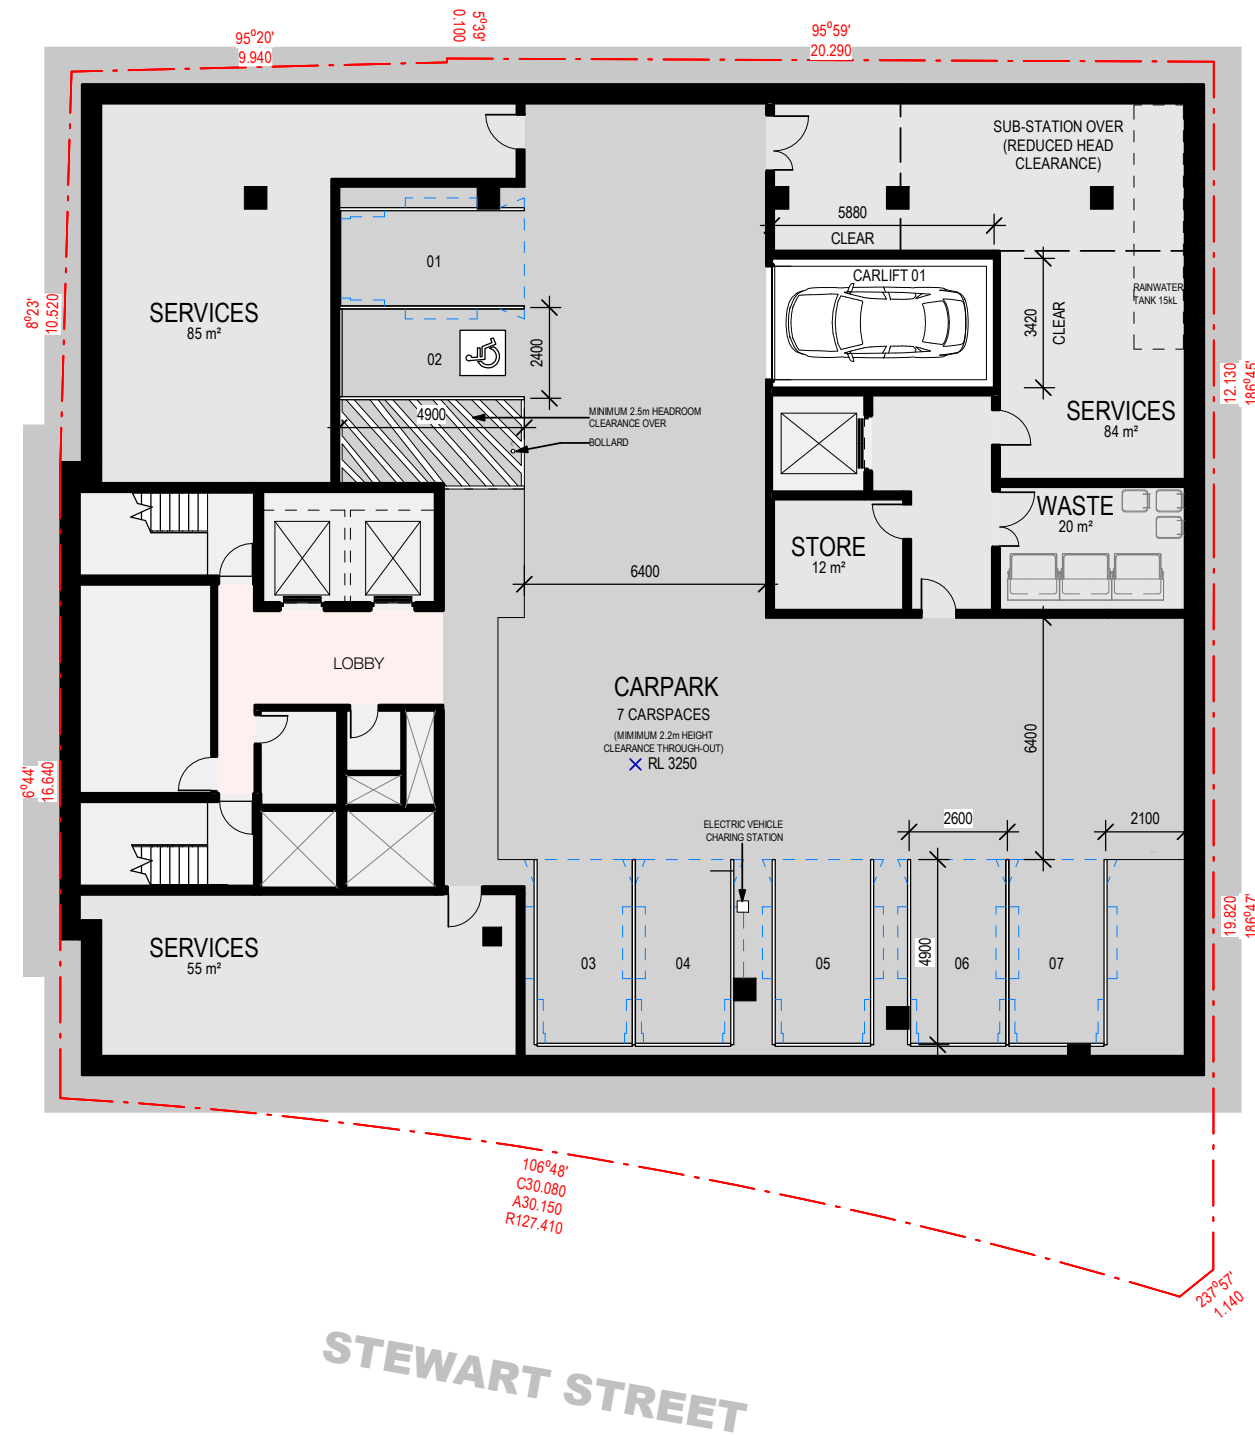 95°20'
9.940
5°39'
0.100
95°59'
20.290
SUB-STATION OVER
(REDUCED HEAD
CLEARANCE)
5880
CLEAR
01
CARLIFT 01
RAINWATER
TANK 15kL
8°23'
10.520
SERVICES
85 m²
3420
CLEAR
02
2400
12.130
186°45'
4900
MINIMUM 2.5m HEADROOM
CLEARANCE OVER
BOLLARD
SERVICES
84 m²
WASTE
20 m²
STORE
12 m²
6400
LOBBY
CARPARK
7 CARSPACES
(MIMIMUM 2.2m HEIGHT
CLEARANCE THROUGH-OUT)
RL 3250
6400
6°44'
16.640
ELECTRIC VEHICLE
CHARING STATION
2600
2100
SERVICES
55 m²
03
04
05
4900
06
07
19.820
186°47'
106°48'
C30.080
A30.150
R127.410
237°57'
1.140
STEWART STREET